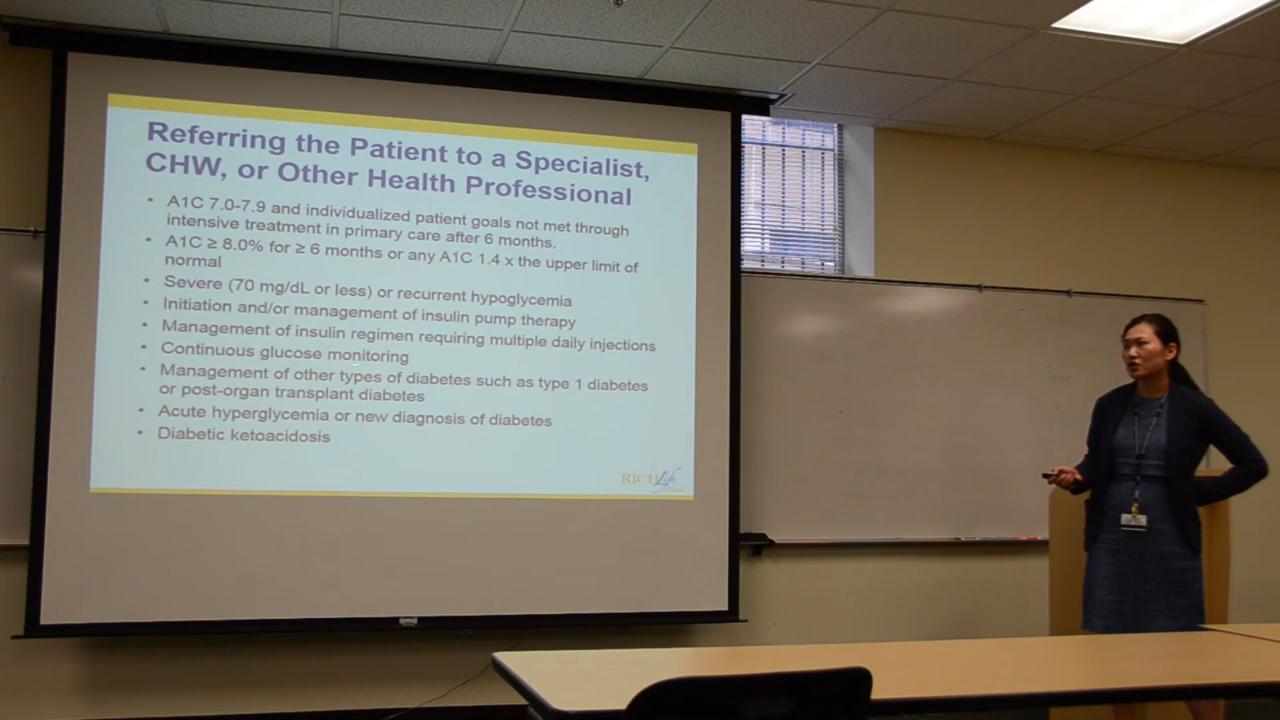 Referring the Patient to a Specialist,
CHW, or Other Health Professional
• A1C 7.0-7.9 and individualized patient goals not met through
intensive treatment in primary care after 6 months.
• A1C ≥ 8.0% for ≥ 6 months or any A1C 1.4 x the upper limit of
normal
• Severe (70 mg/dL or less) or recurrent hypoglycemia
• Initiation and/or management of insulin pump therapy
• Management of insulin regimen requiring multiple daily injections
• Continuous glucose monitoring
• Management of other types of diabetes such as type 1 diabetes
or post-organ transplant diabetes
• Acute hyperglycemia or new diagnosis of diabetes
• Diabetic ketoacidosis
RICH Life